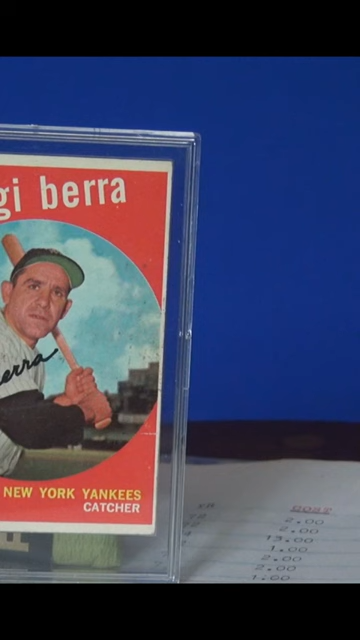 gi berra
erra
NEW YORK YANKEES
CATCHER
COST
2.00
2.00
13.00
1.00
2.00
2.00
1.00